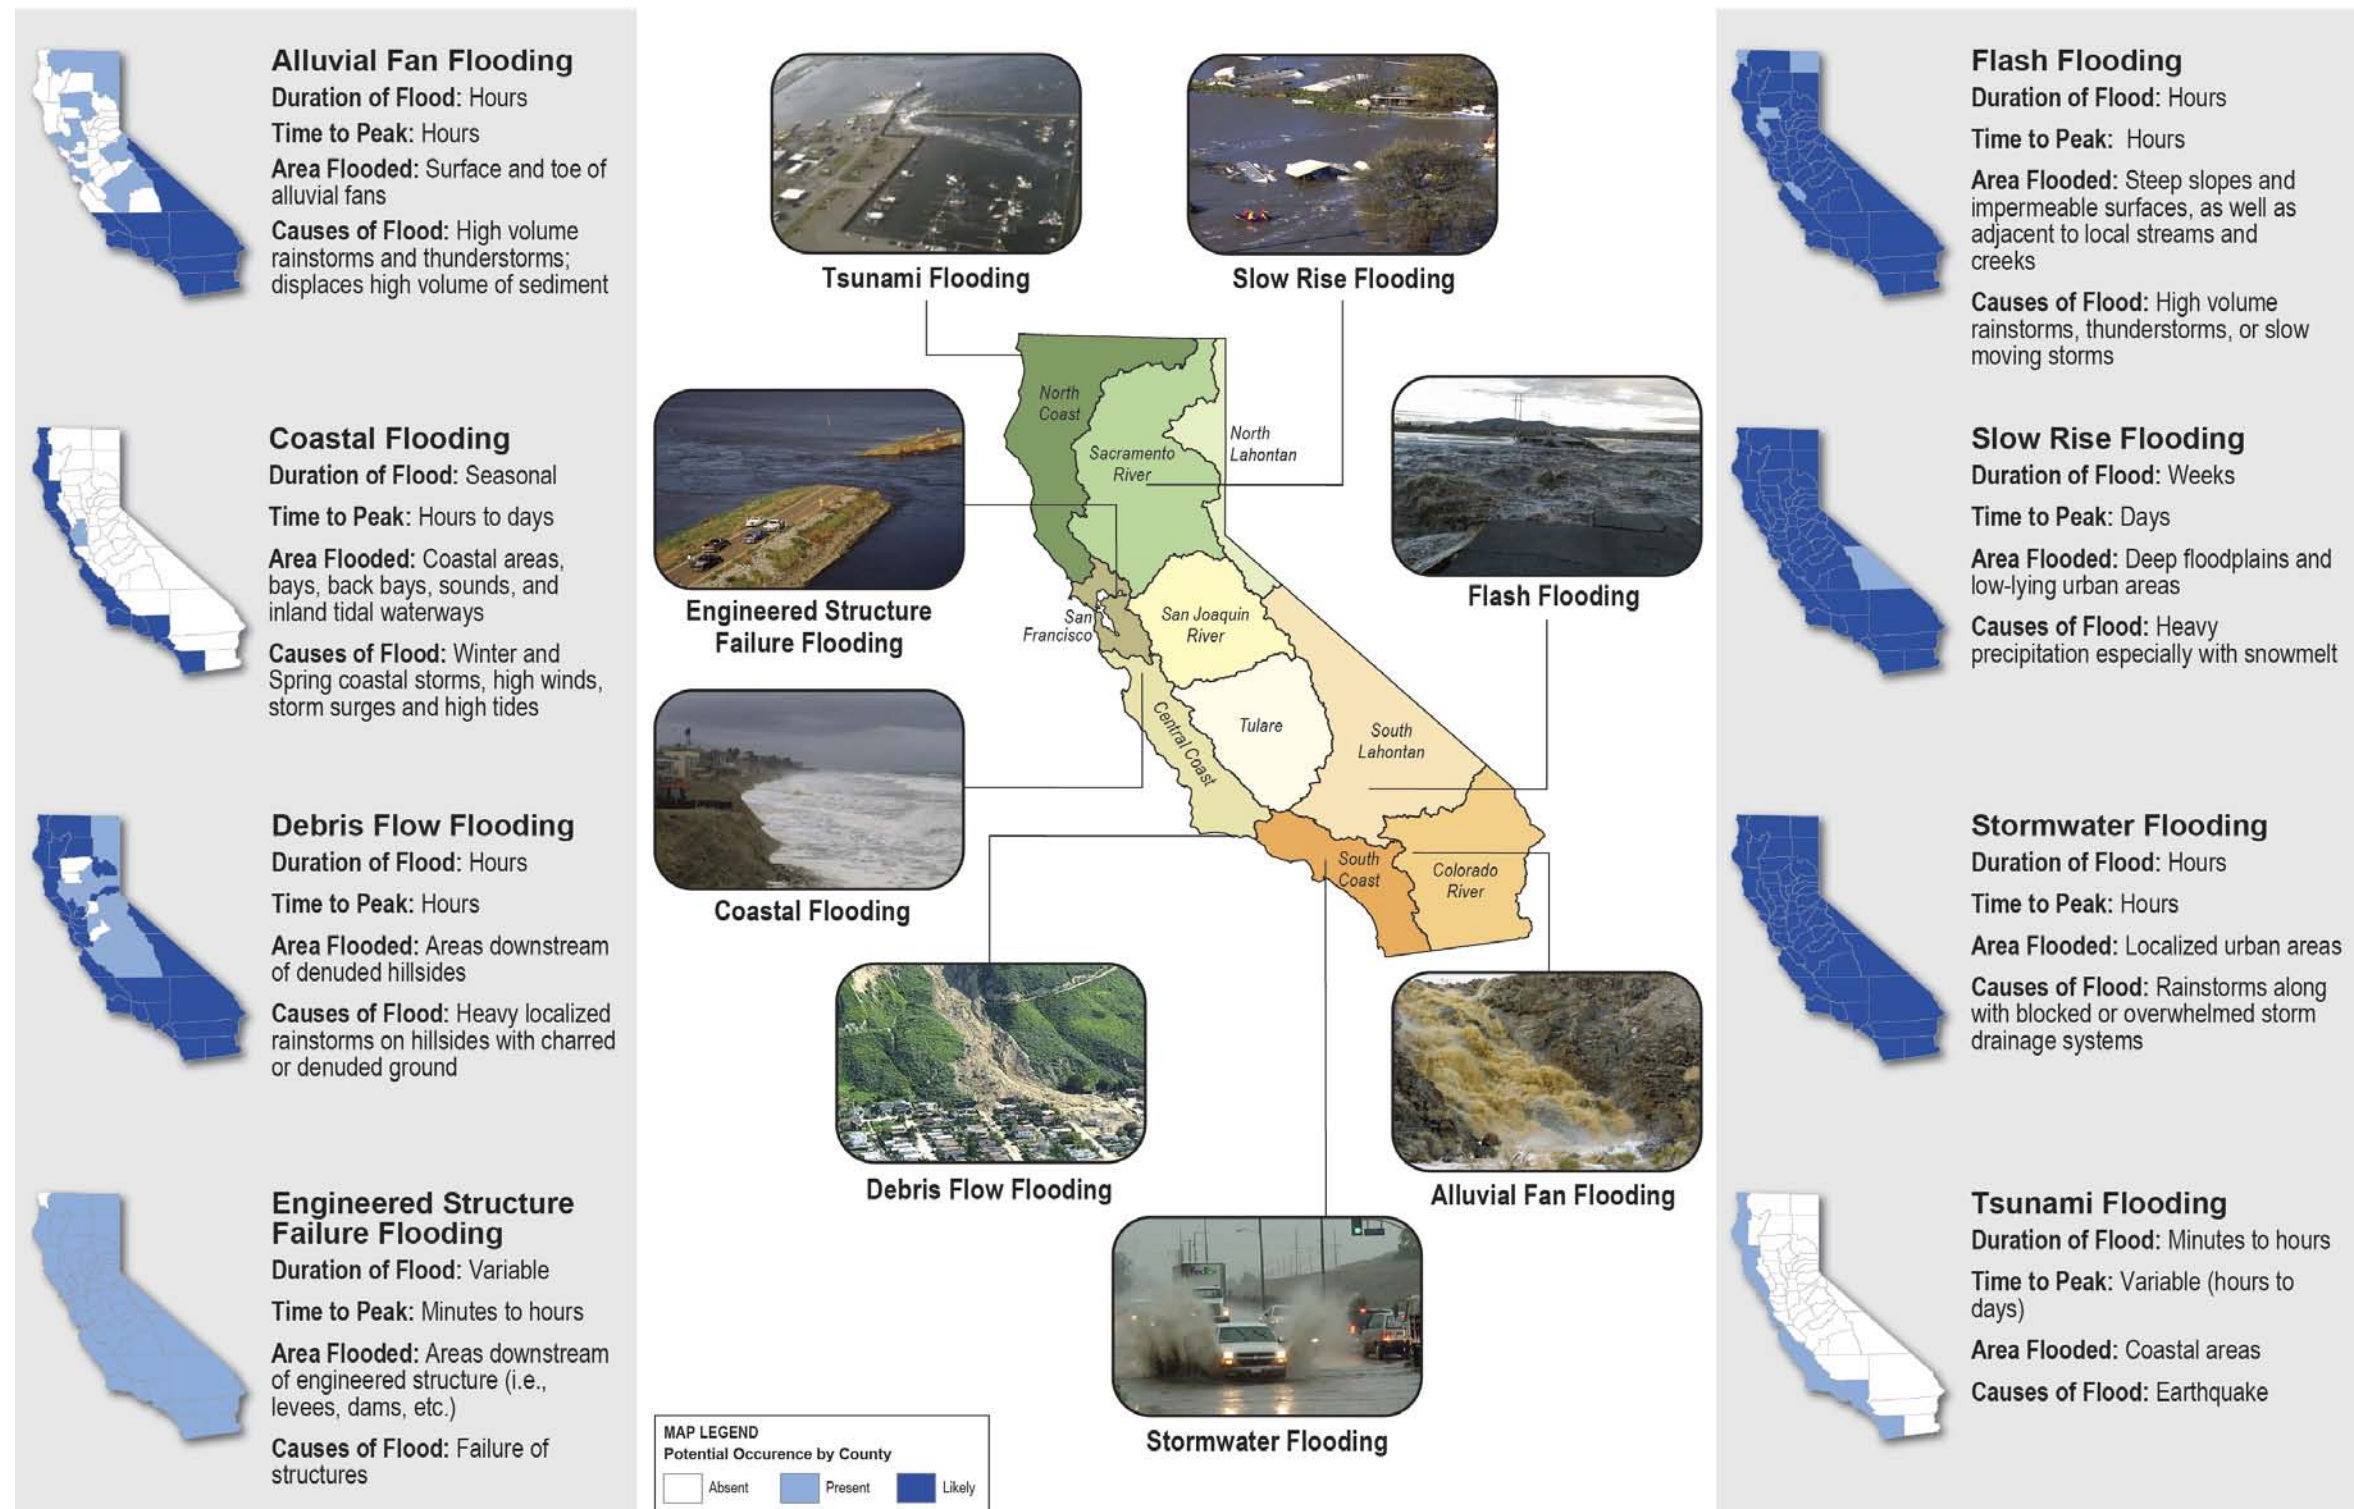 Alluvial Fan Flooding
Duration of Flood: Hours
Time to Peak: Hours
Area Flooded: Surface and toe of
alluvial fans
Causes of Flood: High volume
rainstorms and thunderstorms;
displaces high volume of sediment
Coastal Flooding
Duration of Flood: Seasonal
Time to Peak: Hours to days
Area Flooded: Coastal areas,
bays, back bays, sounds, and
inland tidal waterways
Causes of Flood: Winter and
Spring coastal storms, high winds,
storm surges and high tides
Debris Flow Flooding
Duration of Flood: Hours
Time to Peak: Hours
Area Flooded: Areas downstream
of denuded hillsides
Causes of Flood: Heavy localized
rainstorms on hillsides with charred
or denuded ground
Engineered Structure
Failure Flooding
Duration of Flood: Variable
Time to Peak: Minutes to hours
Area Flooded: Areas downstream
of engineered structure (i.e.,
levees, dams, etc.)
Causes of Flood: Failure of
structures
Tsunami Flooding
Slow Rise Flooding
Engineered Structure
Failure Flooding
Flash Flooding
Coastal Flooding
Debris Flow Flooding
Alluvial Fan Flooding
FedEx
Stormwater Flooding
North
Coast
Sacramento
River
North
Lahontan
San
Francisco
San Joaquin
River
Central Coast
Tulare
South
Lahontan
South
Coast
Colorado
River
MAP LEGEND
Potential Occurence by County
Absent
Present
Likely
Flash Flooding
Duration of Flood: Hours
Time to Peak: Hours
Area Flooded: Steep slopes and
impermeable surfaces, as well as
adjacent to local streams and
creeks
Causes of Flood: High volume
rainstorms, thunderstorms, or slow
moving storms
Slow Rise Flooding
Duration of Flood: Weeks
Time to Peak: Days
Area Flooded: Deep floodplains and
low-lying urban areas
Causes of Flood: Heavy
precipitation especially with snowmelt
Stormwater Flooding
Duration of Flood: Hours
Time to Peak: Hours
Area Flooded: Localized urban areas
Causes of Flood: Rainstorms along
with blocked or overwhelmed storm
drainage systems
Tsunami Flooding
Duration of Flood: Minutes to hours
Time to Peak: Variable (hours to
days)
Area Flooded: Coastal areas
Causes of Flood: Earthquake